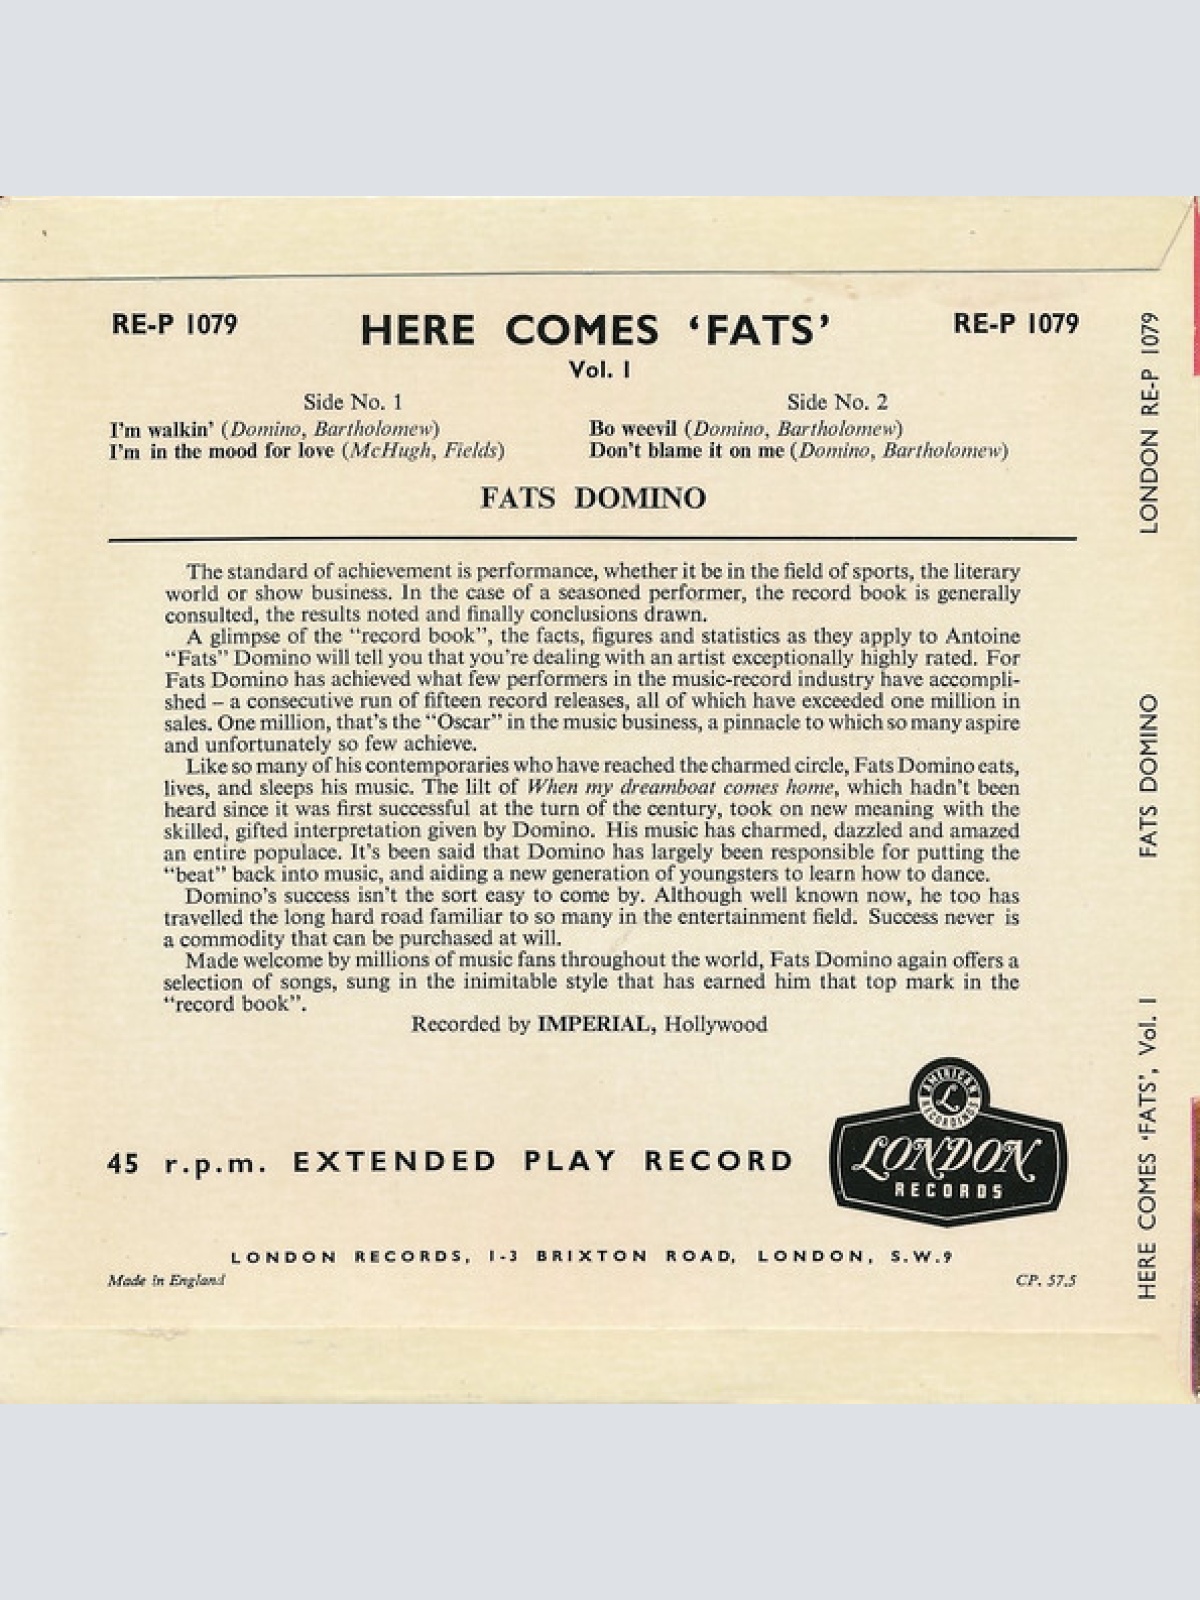 RE-P 1079
HERE COMES ‘FATS’
RE-P 1079
Vol. 1
Side No. 1
I'm walkin' (Domino, Bartholomew)
I'm in the mood for love (McHugh, Fields)
Side No. 2
Bo weevil (Domino, Bartholomew)
Don't blame it on me (Domino, Bartholomew)
FATS DOMINO
The standard of achievement is performance, whether it be in the field of sports, the literary
world or show business. In the case of a seasoned performer, the record book is generally
consulted, the results noted and finally conclusions drawn.
A glimpse of the “record book”, the facts, figures and statistics as they apply to Antoine
“Fats” Domino will tell you that you're dealing with an artist exceptionally highly rated. For
Fats Domino has achieved what few performers in the music-record industry have accompli-
shed – a consecutive run of fifteen record releases, all of which have exceeded one million in
sales. One million, that's the “Oscar” in the music business, a pinnacle to which so many aspire
and unfortunately so few achieve.
Like so many of his contemporaries who have reached the charmed circle, Fats Domino eats,
lives, and sleeps his music. The lilt of When my dreamboat comes home, which hadn't been
heard since it was first successful at the turn of the century, took on new meaning with the
skilled, gifted interpretation given by Domino. His music has charmed, dazzled and amazed
an entire populace. It's been said that Domino has largely been responsible for putting the
“beat” back into music, and aiding a new generation of youngsters to learn how to dance.
Domino's success isn't the sort easy to come by. Although well known now, he too has
travelled the long hard road familiar to so many in the entertainment field. Success never is
a commodity that can be purchased at will.
Made welcome by millions of music fans throughout the world, Fats Domino again offers a
selection of songs, sung in the inimitable style that has earned him that top mark in the
“record book”.
Recorded by IMPERIAL, Hollywood
45 r.p.m. EXTENDED PLAY RECORD
AMERICAN
L
RECORDINGS
LONDON
RECORDS
LONDON RECORDS, 1-3 BRIXTON ROAD, LONDON, S.W.9
Made in England
CP. 57.5
LONDON RE-P 1079
FATS DOMINO
HERE COMES ‘FATS’, Vol. 1